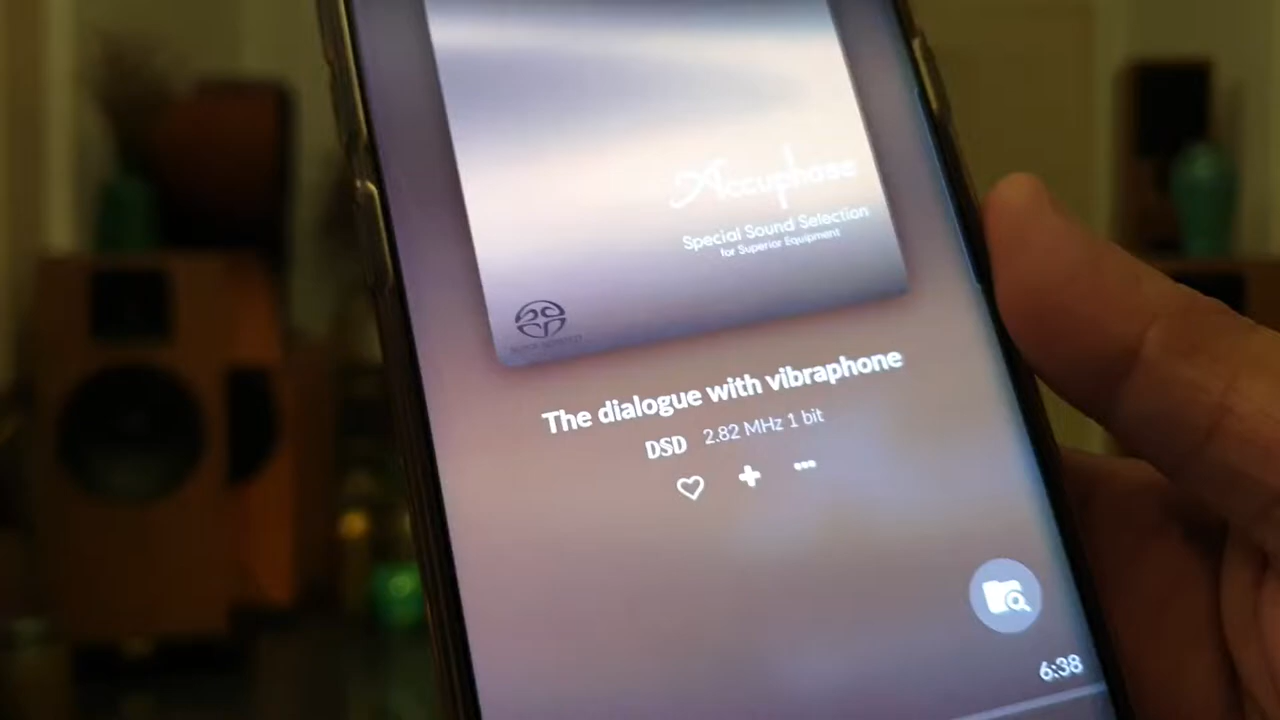 Accuphase
Special Sound Selection
for Superior Equipment
The dialogue with vibraphone
DSD 2.82 MHz 1 bit
6:38